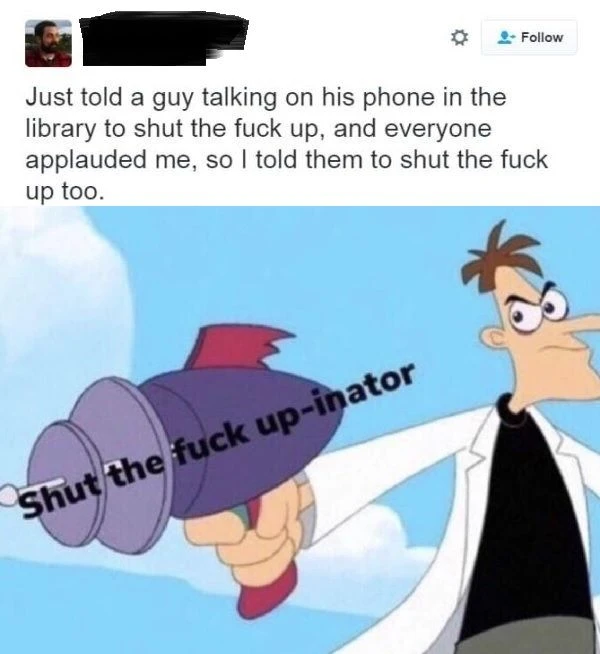 Follow
Just told a guy talking on his phone in the
library to shut the fuck up, and everyone
applauded me, so I told them to shut the fuck
up too.
Shut the fuck up-inator